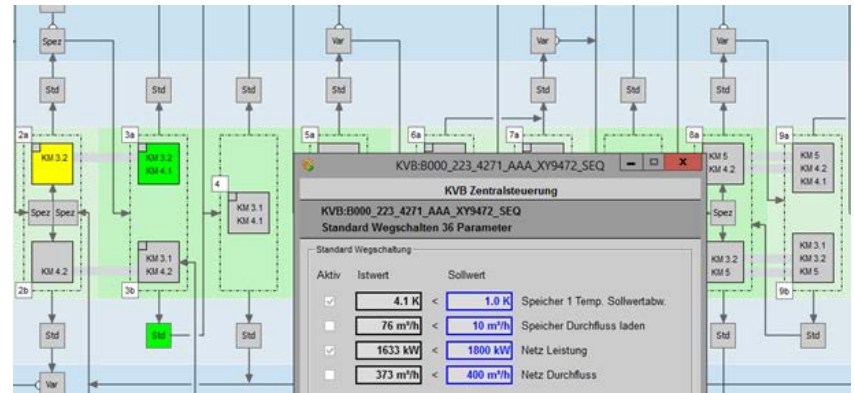 Spez
Var
Var
Var
Std
Std
Std
Std
Std
Std
Std
2a
3a
5a
6a
7a
8a
9a
KM 3.2
KM 3.2
KM 4.1
4
KM 3.1
KM 4.1
KM 5
KM 4.2
KM 5
KM 4.2
KM 4.1
Spez Spez
Spez
KM 4.2
KM 3.1
KM 4.2
KM 3.2
KM 5
KM 3.1
KM 3.2
KM 5
2b
3b
9b
Std
Std
Std
Std
Std
Var
KVB:B000_223_4271_AAA_XY9472_SEQ
KVB Zentralsteuerung
KVB:B000_223_4271_AAA_XY9472_SEQ
Standard Wegschalten 36 Parameter
Standard Wegschaltung
Aktiv Istwert Sollwert
4.1 K < 1.0 K Speicher 1 Temp. Sollwertabw.
76 m³/h < 10 m³/h Speicher Durchfluss laden
1633 kW < 1800 kW Netz Leistung
373 m³/h < 400 m³/h Netz Durchfluss